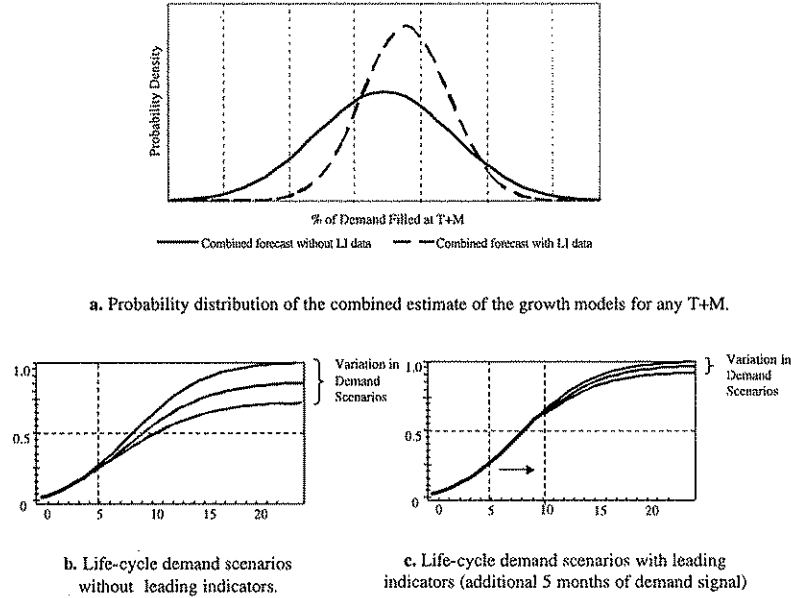 Probability Density
% of Demand Filled at T+M
Combined forecast without LI data Combined forecast with LI data
a. Probability distribution of the combined estimate of the growth models for any T+M.
1.0
0.5
0
0 5 10 15 20
Variation in
Demand
Scenarios
b. Life-cycle demand scenarios
without leading indicators.
1.0
0.5
0
0 5 10 15 20
Variation in
Demand
Scenarios
c. Life-cycle demand scenarios with leading
indicators (additional 5 months of demand signal)